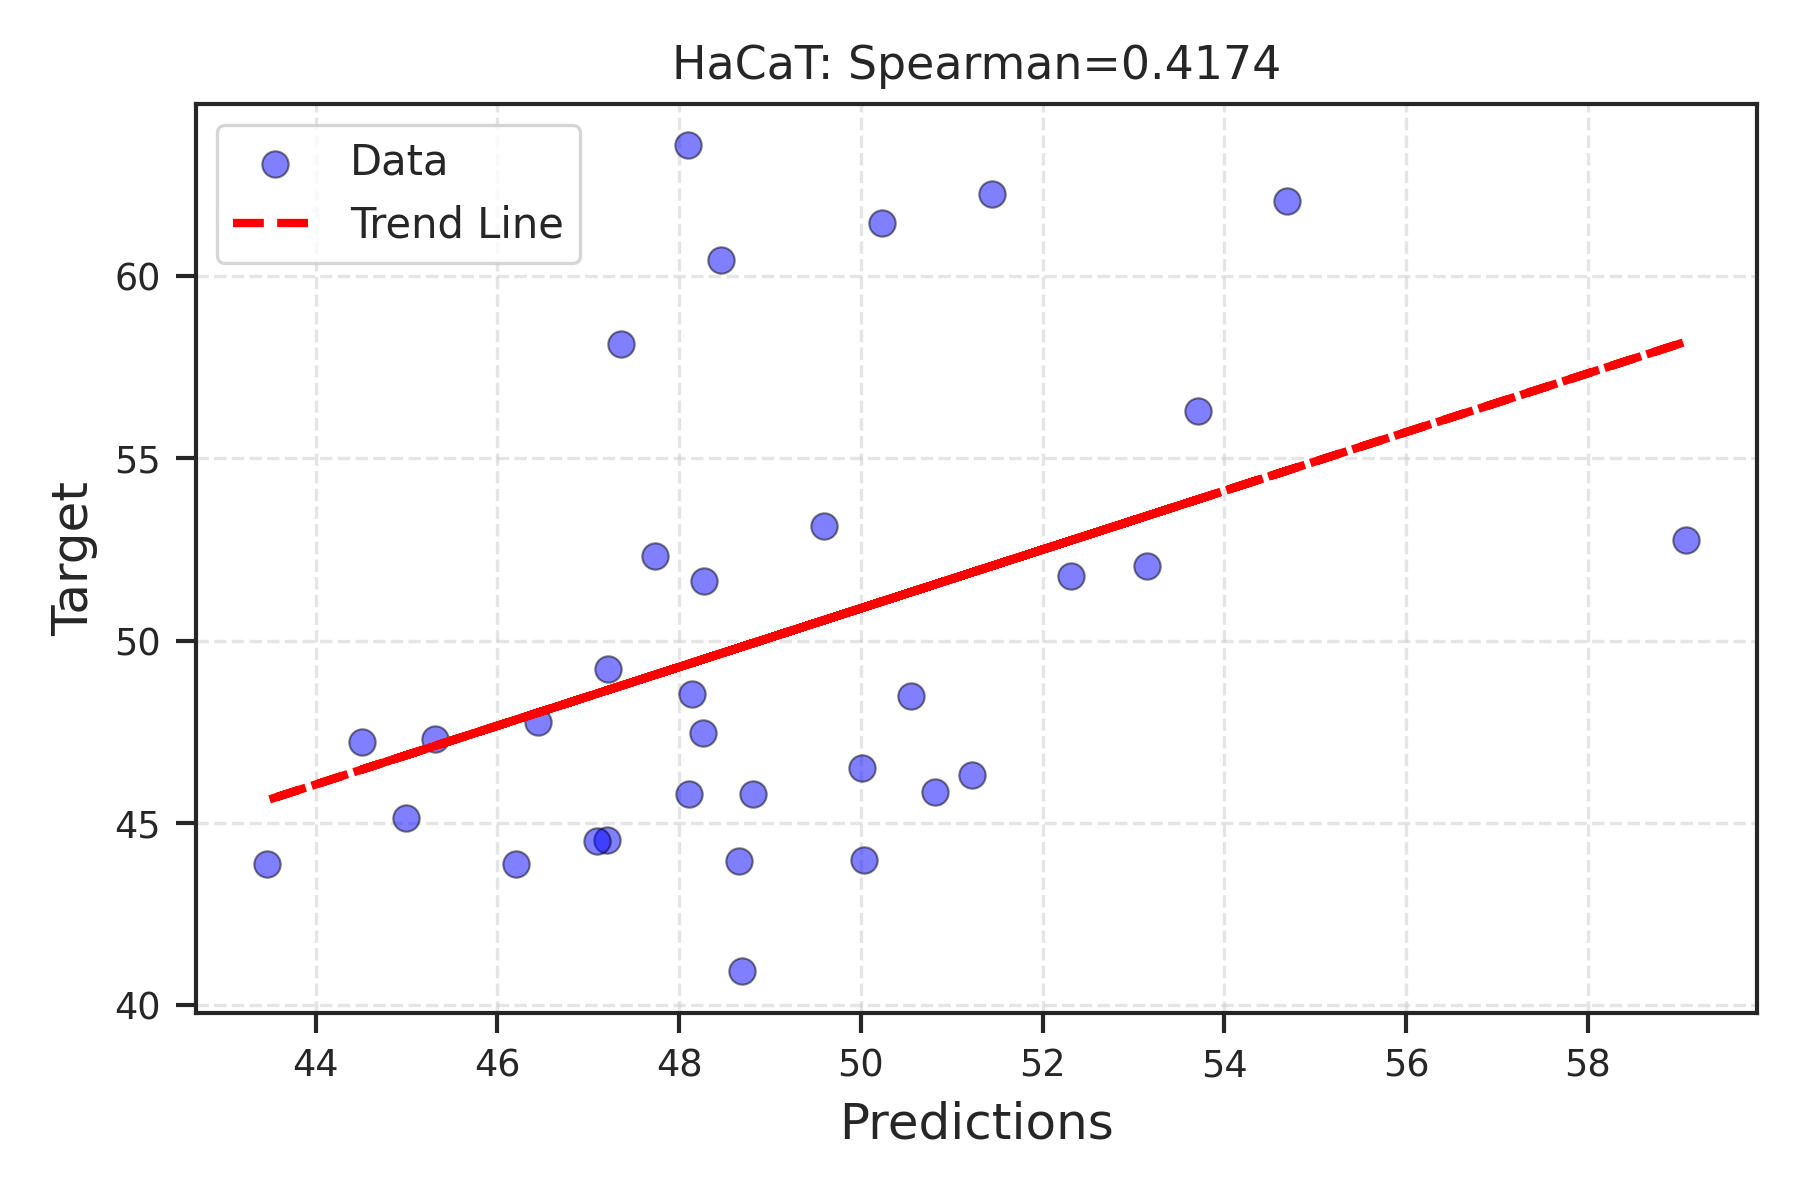 HaCaT: Spearman=0.4174
Data
Trend Line
60
55
50
45
40
Target
44 46 48 50 52 54 56 58
Predictions